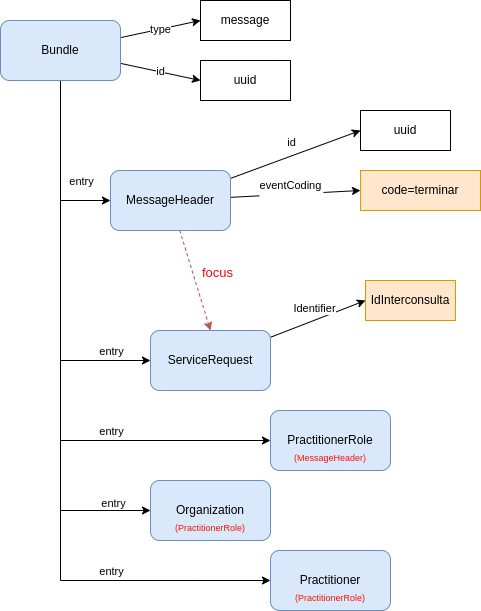 message
type
Bundle
id
uuid
id
uuid
entry
MessageHeader
eventCoding
code=terminar
focus
IdInterconsulta
Identifier
entry
ServiceRequest
entry
PractitionerRole
(MessageHeader)
entry
Organization
(PractitionerRole)
entry
Practitioner
(PractitionerRole)